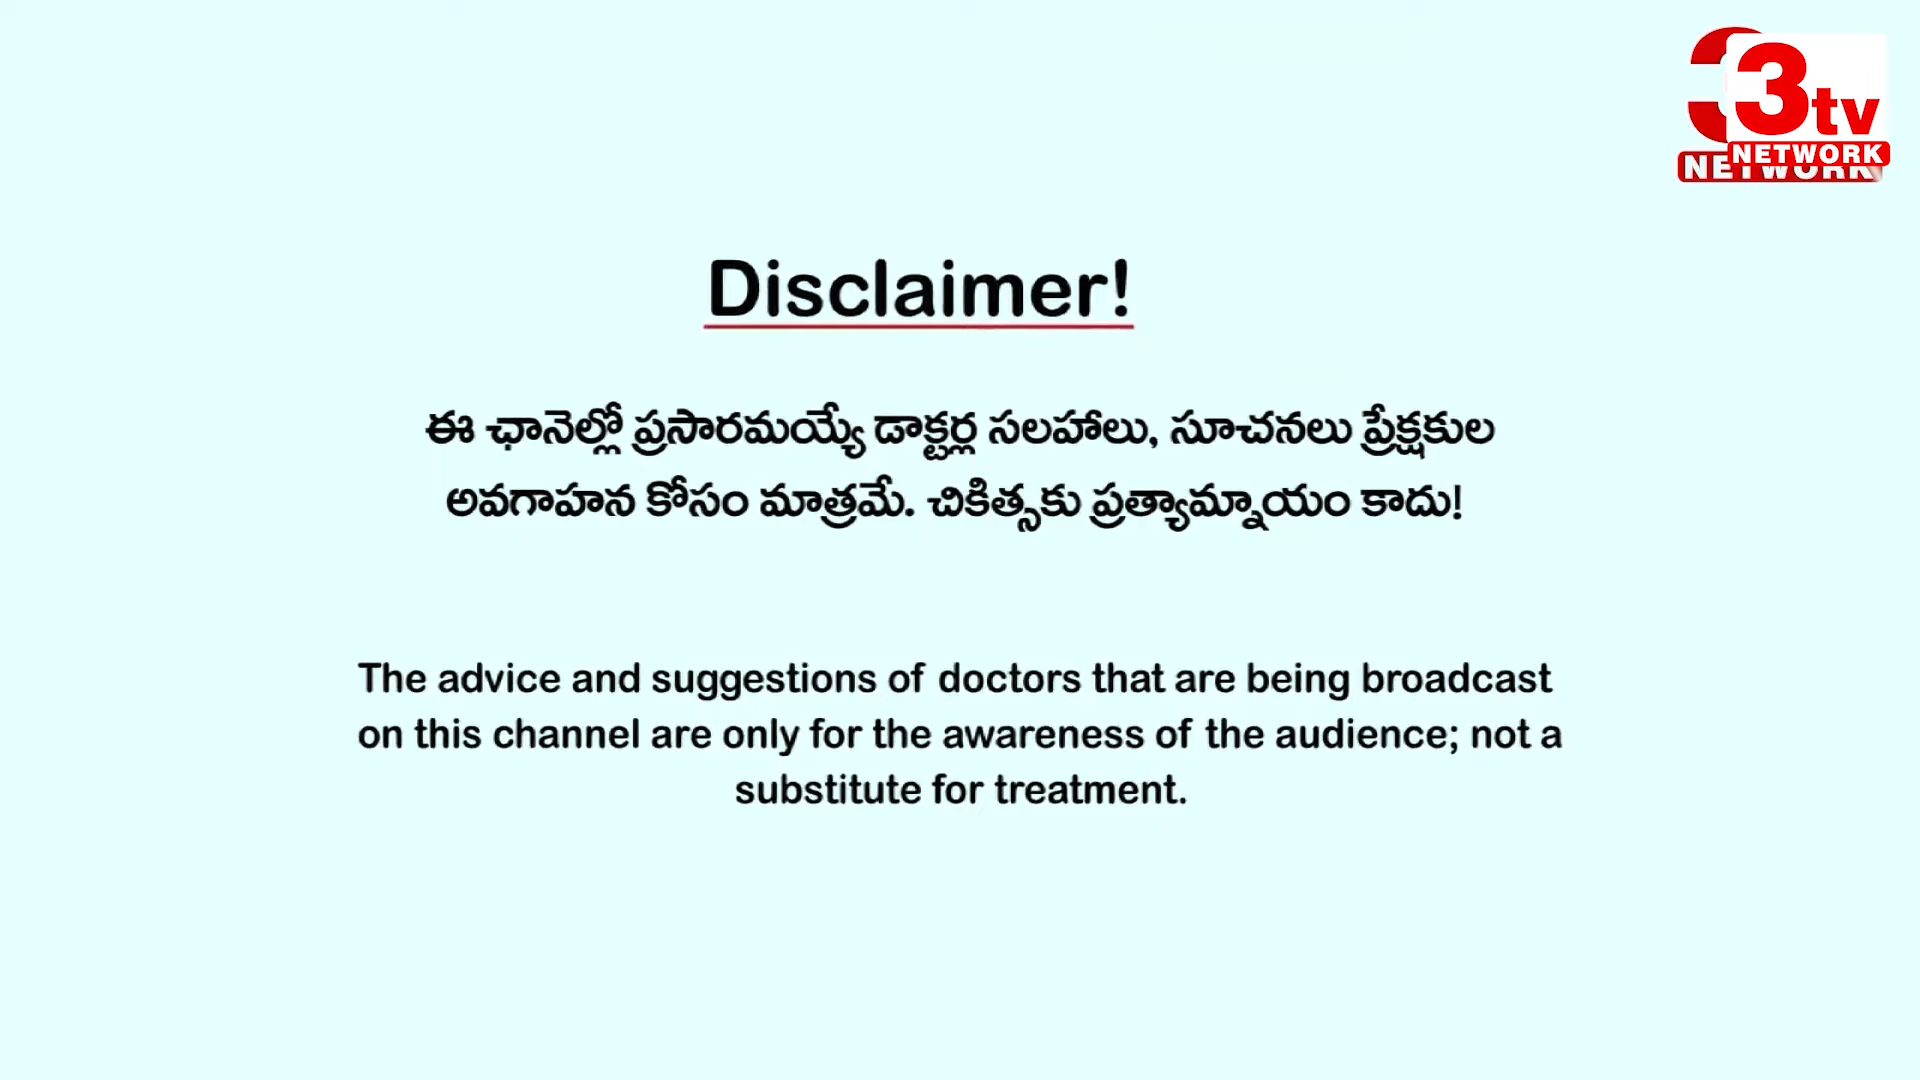 3tv
NETWORK
NETWORK
Disclaimer!
ఈ ఛానెల్లో ప్రసారమయ్యే డాక్టర్ల సలహాలు, సూచనలు ప్రేక్షకుల
అవగాహన కోసం మాత్రమే. చికిత్సకు ప్రత్యామ్నాయం కాదు!
The advice and suggestions of doctors that are being broadcast
on this channel are only for the awareness of the audience; not a
substitute for treatment.